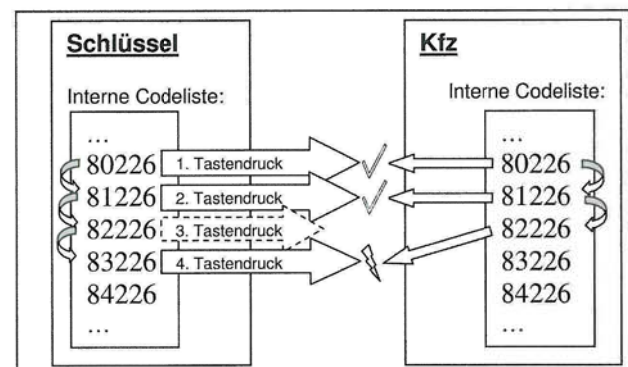 Schlüssel
Interne Codeliste:
...
80226
81226
82226
83226
84226
...
1. Tastendruck
2. Tastendruck
3. Tastendruck
4. Tastendruck
Kfz
Interne Codeliste:
...
80226
81226
82226
83226
84226
...